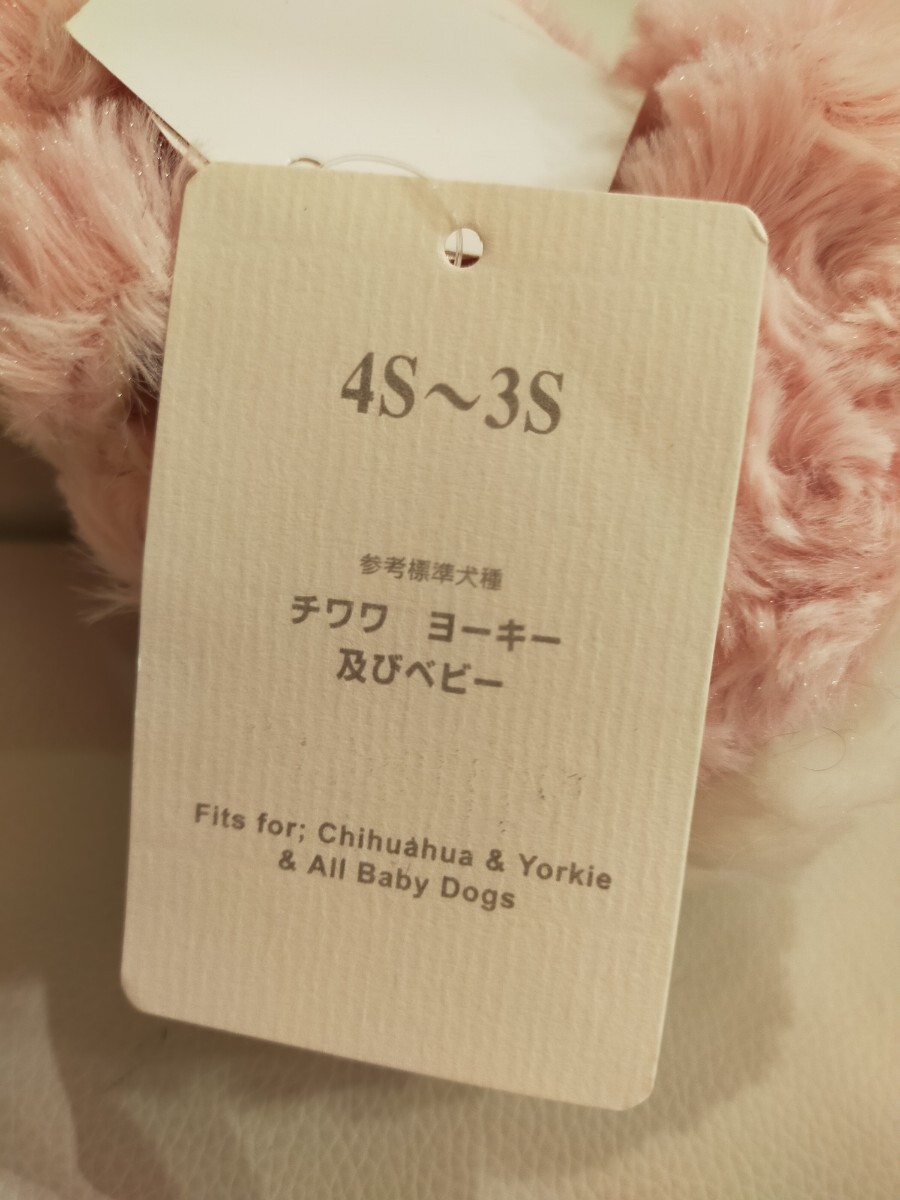 4S～3S
参考標準犬種
チワワ　ヨーキー
及びベビー
Fits for; Chihuahua & Yorkie
& All Baby Dogs